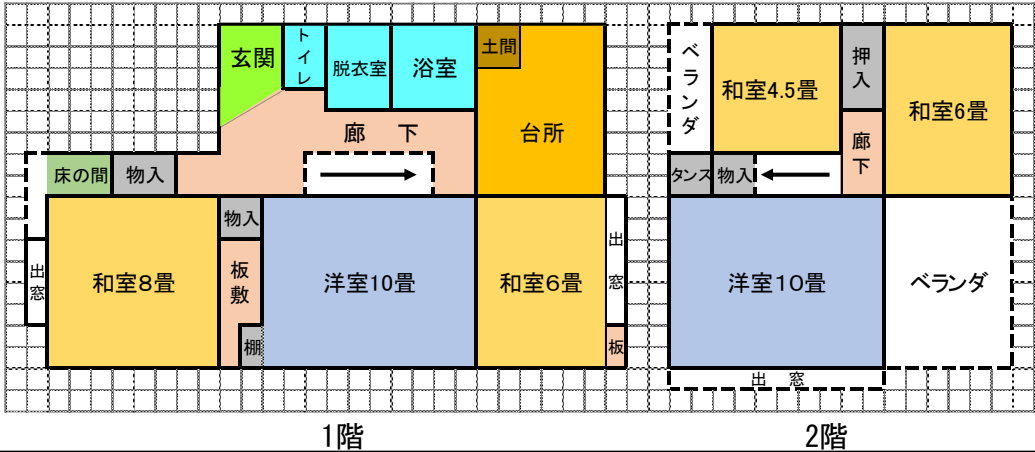 玄関
トイレ
脱衣室
浴室
土間
台所
廊 下
床の間
物入
物入
出窓
和室8畳
板敷
棚
洋室10畳
和室6畳
出窓
板
1階
ベランダ
和室4.5畳
押入
和室6畳
廊下
タンス
物入
洋室10畳
ベランダ
出 窓
2階